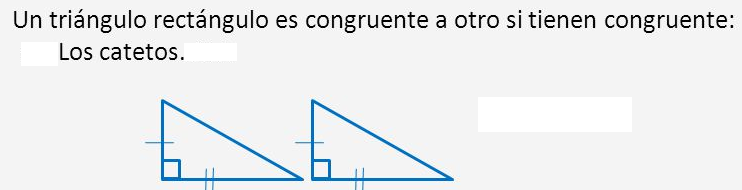 Un triángulo rectángulo es congruente a otro si tienen congruente:
Los catetos.